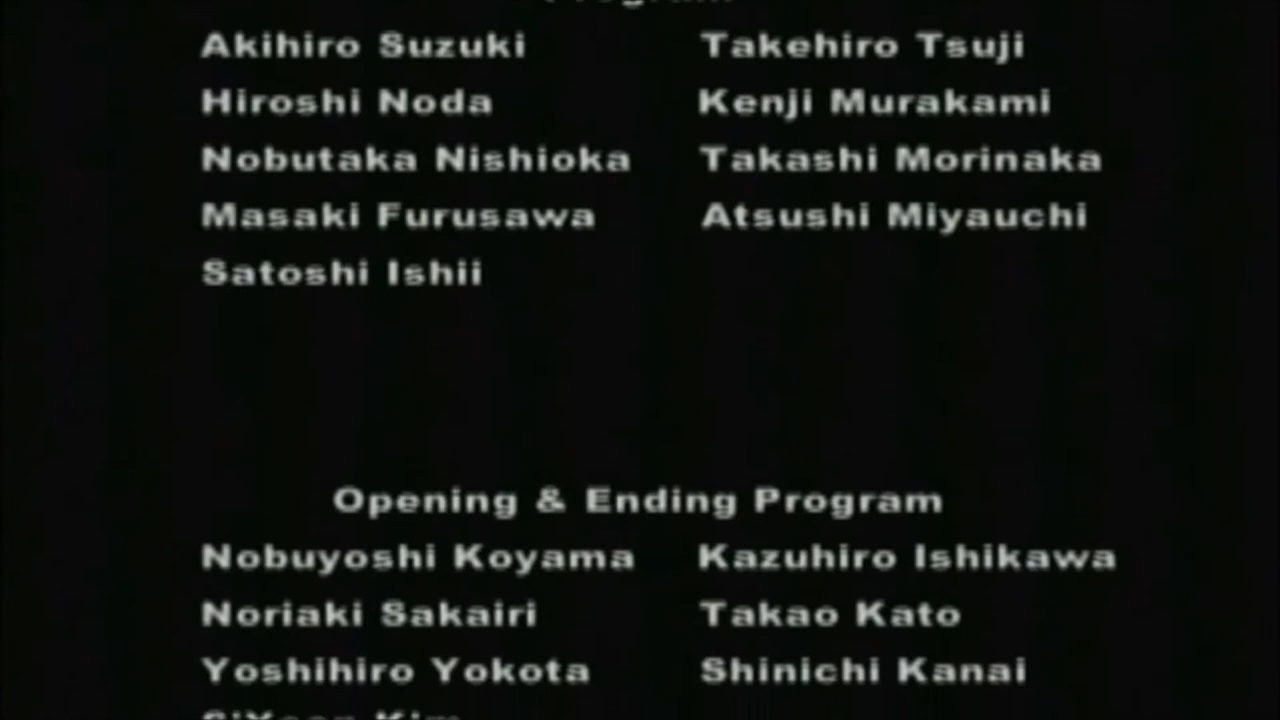 Program
Akihiro Suzuki Takehiro Tsuji
Hiroshi Noda Kenji Murakami
Nobutaka Nishioka Takashi Morinaka
Masaki Furusawa Atsushi Miyauchi
Satoshi Ishii
Opening & Ending Program
Nobuyoshi Koyama Kazuhiro Ishikawa
Noriaki Sakairi Takao Kato
Yoshihiro Yokota Shinichi Kanai